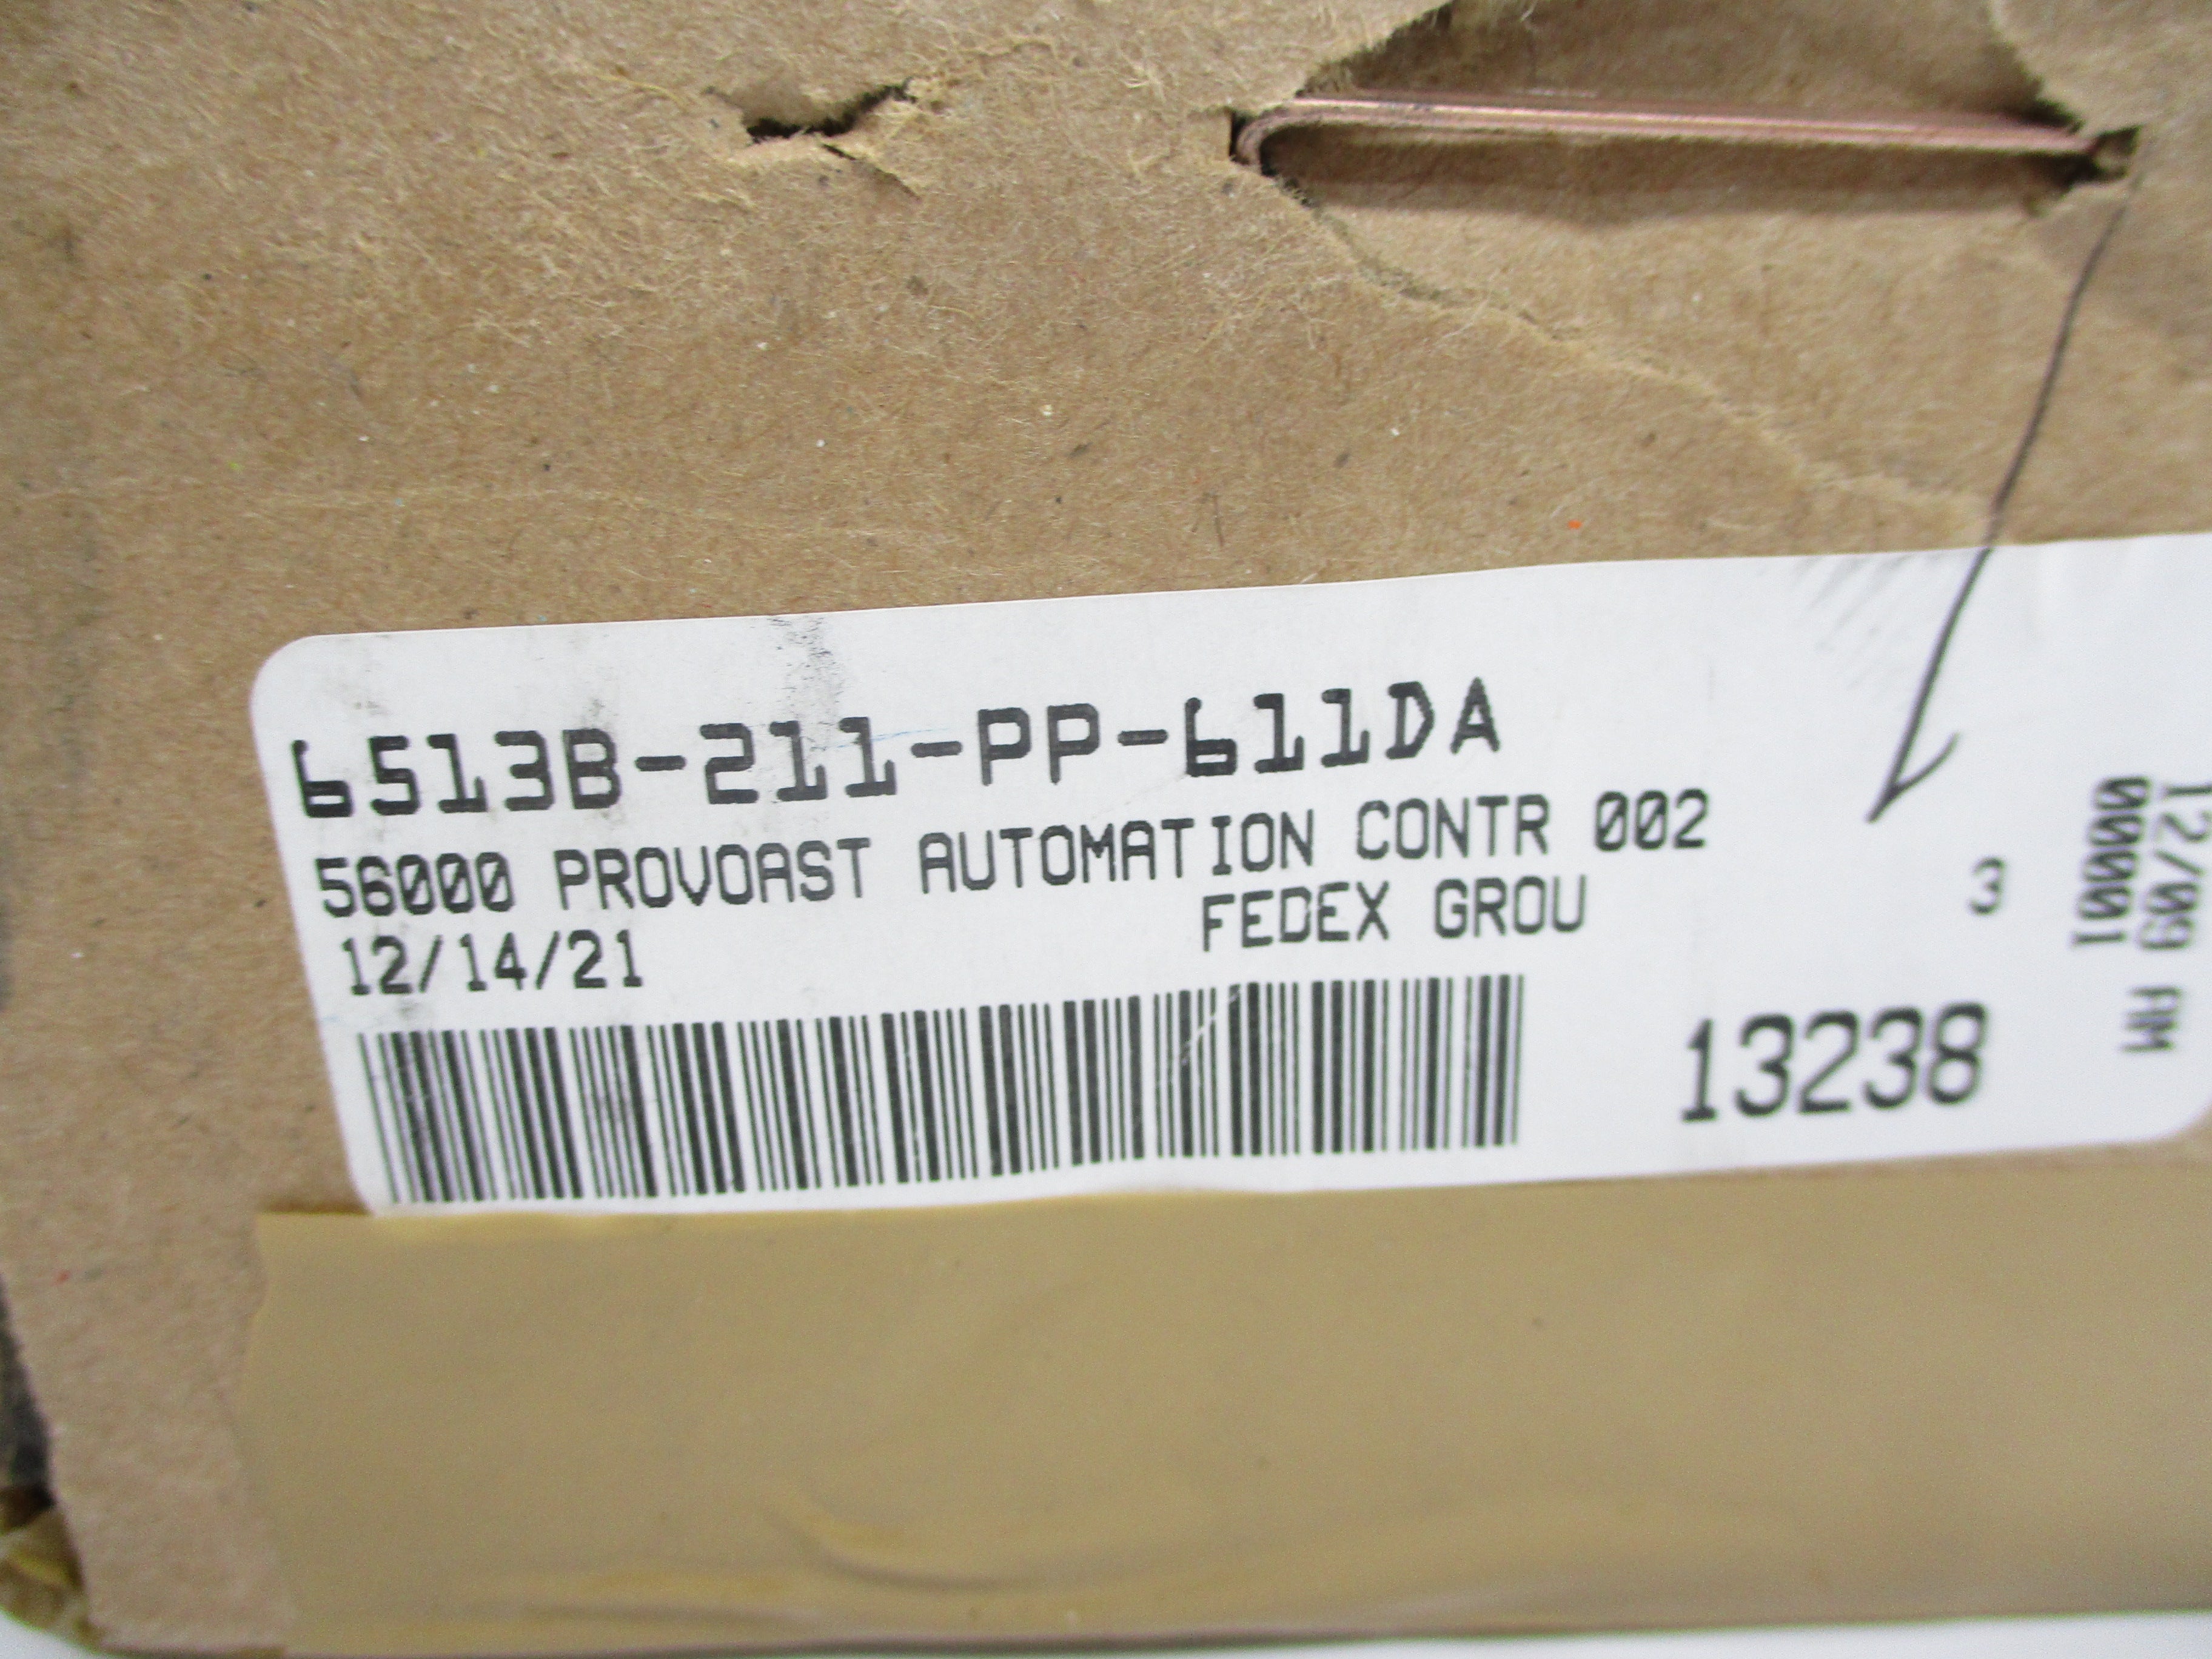 6513B-211-PP-611DA
56000 PROVOAST AUTOMATION CONTR 002
12/14/21 FEDEX GROU
3
13238
12/09 AM
000001